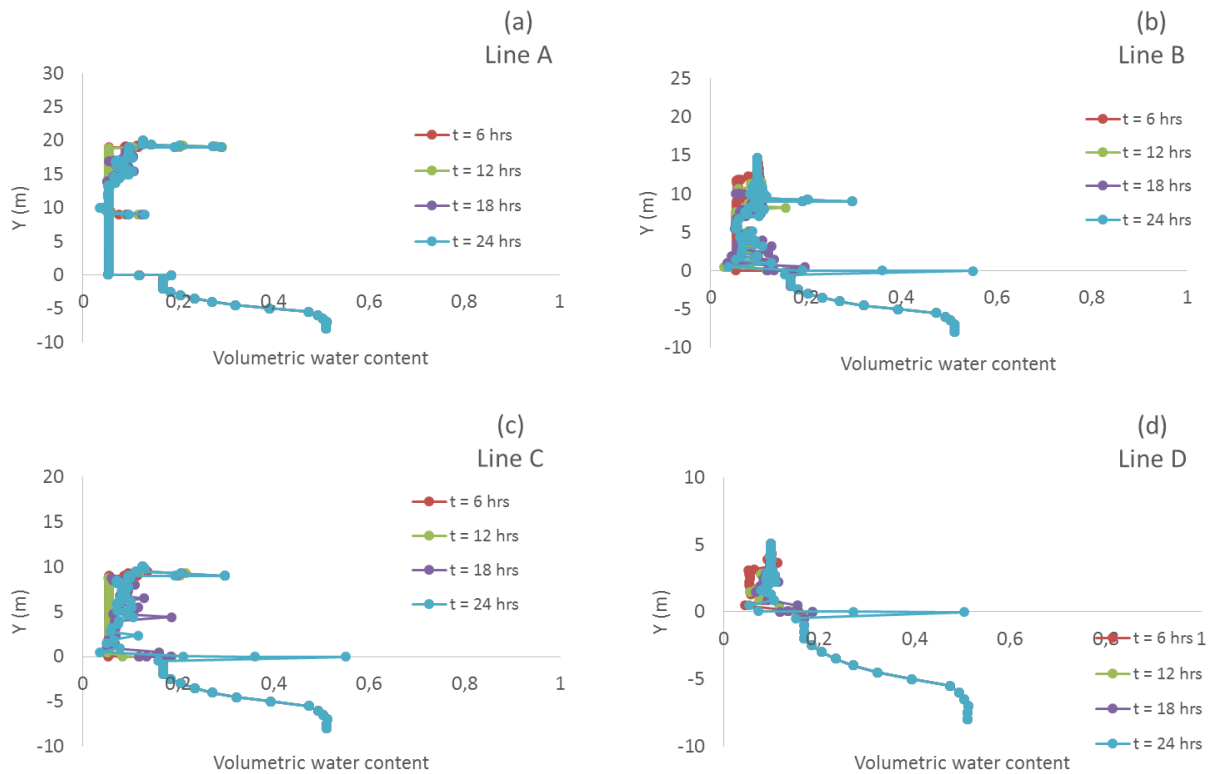 (a)
Line A
30
25
20
15
10
5
0
-5
-10
0
0,2
0,4
0,6
0,8
1
Y (m)
Volumetric water content
t = 6 hrs
t = 12 hrs
t = 18 hrs
t = 24 hrs
(b)
Line B
25
20
15
10
5
0
-5
-10
0
0,2
0,4
0,6
0,8
1
Y (m)
Volumetric water content
t = 6 hrs
t = 12 hrs
t = 18 hrs
t = 24 hrs
(c)
Line C
20
15
10
5
0
-5
-10
0
0,2
0,4
0,6
0,8
1
Y (m)
Volumetric water content
t = 6 hrs
t = 12 hrs
t = 18 hrs
t = 24 hrs
(d)
Line D
10
5
0
-5
-10
0
0,2
0,4
0,6
0,8
1
Y (m)
Volumetric water content
t = 6 hrs
t = 12 hrs
t = 18 hrs
t = 24 hrs